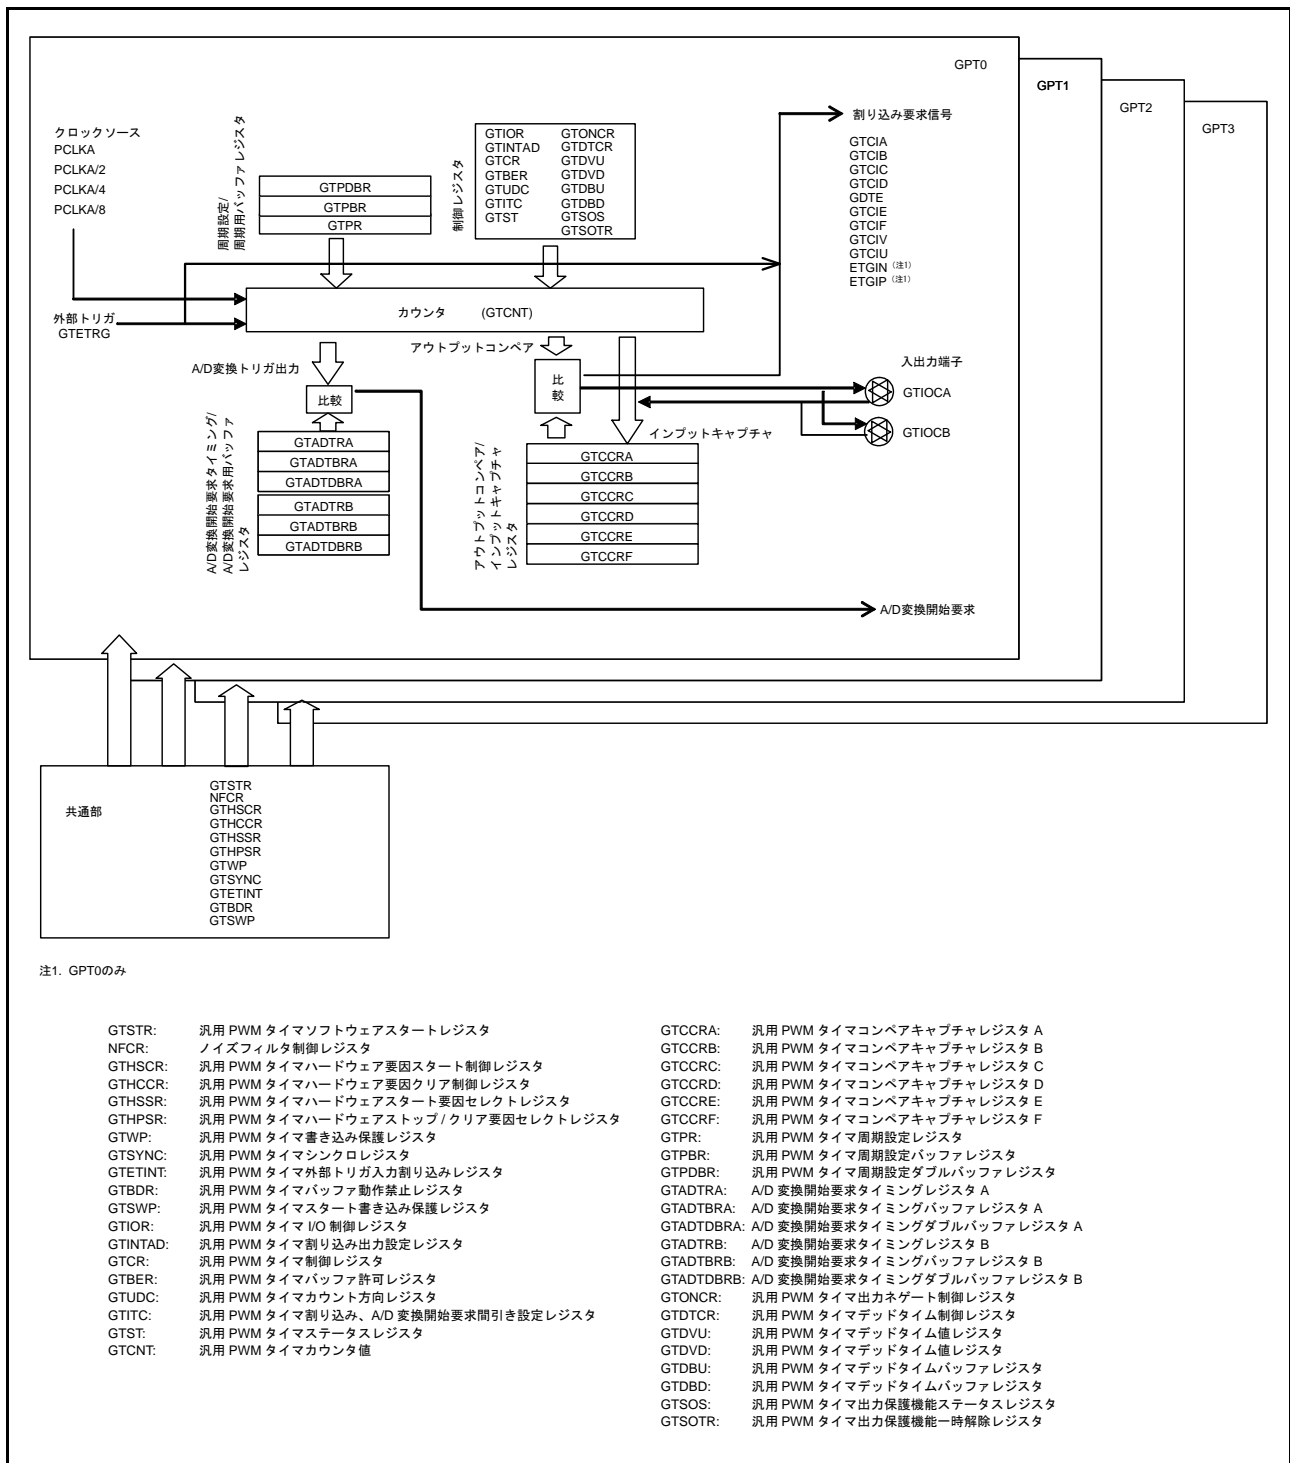 GPT0
GPT1
GPT2
GPT3
クロックソース
PCLKA
PCLKA/2
PCLKA/4
PCLKA/8
周期設定/
周期用バッファレジスタ
GTPDBR
GTPBR
GTPR
制御レジスタ
GTIOR
GTINTAD
GTCR
GTBER
GTUDC
GTITC
GTST
GTONCR
GTDTCR
GTDVU
GTDVD
GTDBU
GTDBD
GTSOS
GTSOTR
割り込み要求信号
GTCIA
GTCIB
GTCIC
GTCID
GDTE
GTCIE
GTCIF
GTCIV
GTCIU
ETGIN (注1)
ETGIP (注1)
外部トリガ
GTETRG
カウンタ (GTCNT)
A/D変換トリガ出力
比較
アウトプットコンペア
比較
入出力端子
GTIOCA
GTIOCB
インプットキャプチャ
A/D変換開始要求タイミング/
A/D変換開始要求用バッファ
レジスタ
GTADTRA
GTADTBRA
GTADTDBRA
GTADTRB
GTADTBRB
GTADTDBRB
アウトプットコンペア/
インプットキャプチャ
レジスタ
GTCCRA
GTCCRB
GTCCRC
GTCCRD
GTCCRE
GTCCRF
A/D変換開始要求
共通部
GTSTR
NFCR
GTHSCR
GTHCCR
GTHSSR
GTHPSR
GTWP
GTSYNC
GTETINT
GTBDR
GTSWP
注1. GPT0のみ
GTSTR: 汎用 PWM タイマソフトウェアスタートレジスタ
NFCR: ノイズフィルタ制御レジスタ
GTHSCR: 汎用 PWM タイマハードウェア要因スタート制御レジスタ
GTHCCR: 汎用 PWM タイマハードウェア要因クリア制御レジスタ
GTHSSR: 汎用 PWM タイマハードウェアスタート要因セレクトレジスタ
GTHPSR: 汎用 PWM タイマハードウェアストップ / クリア要因セレクトレジスタ
GTWP: 汎用 PWM タイマ書き込み保護レジスタ
GTSYNC: 汎用 PWM タイマシンクロレジスタ
GTETINT: 汎用 PWM タイマ外部トリガ入力割り込みレジスタ
GTBDR: 汎用 PWM タイマバッファ動作禁止レジスタ
GTSWP: 汎用 PWM タイマスタート書き込み保護レジスタ
GTIOR: 汎用 PWM タイマ I/O 制御レジスタ
GTINTAD: 汎用 PWM タイマ割り込み出力設定レジスタ
GTCR: 汎用 PWM タイマ制御レジスタ
GTBER: 汎用 PWM タイマバッファ許可レジスタ
GTUDC: 汎用 PWM タイマカウント方向レジスタ
GTITC: 汎用 PWM タイマ割り込み、A/D 変換開始要求間引き設定レジスタ
GTST: 汎用 PWM タイマステータスレジスタ
GTCNT: 汎用 PWM タイマカウンタ値
GTCCRA: 汎用 PWM タイマコンペアキャプチャレジスタ A
GTCCRB: 汎用 PWM タイマコンペアキャプチャレジスタ B
GTCCRC: 汎用 PWM タイマコンペアキャプチャレジスタ C
GTCCRD: 汎用 PWM タイマコンペアキャプチャレジスタ D
GTCCRE: 汎用 PWM タイマコンペアキャプチャレジスタ E
GTCCRF: 汎用 PWM タイマコンペアキャプチャレジスタ F
GTPR: 汎用 PWM タイマ周期設定レジスタ
GTPBR: 汎用 PWM タイマ周期設定バッファレジスタ
GTPDBR: 汎用 PWM タイマ周期設定ダブルバッファレジスタ
GTADTRA: A/D 変換開始要求タイミングレジスタ A
GTADTBRA: A/D 変換開始要求タイミングバッファレジスタ A
GTADTDBRA: A/D 変換開始要求タイミングダブルバッファレジスタ A
GTADTRB: A/D 変換開始要求タイミングレジスタ B
GTADTBRB: A/D 変換開始要求タイミングバッファレジスタ B
GTADTDBRB: A/D 変換開始要求タイミングダブルバッファレジスタ B
GTONCR: 汎用 PWM タイマ出力ネゲート制御レジスタ
GTDTCR: 汎用 PWM タイマデッドタイム制御レジスタ
GTDVU: 汎用 PWM タイマデッドタイム値レジスタ
GTDVD: 汎用 PWM タイマデッドタイム値レジスタ
GTDBU: 汎用 PWM タイマデッドタイムバッファレジスタ
GTDBD: 汎用 PWM タイマデッドタイムバッファレジスタ
GTSOS: 汎用 PWM タイマ出力保護機能ステータスレジスタ
GTSOTR: 汎用 PWM タイマ出力保護機能一時解除レジスタ